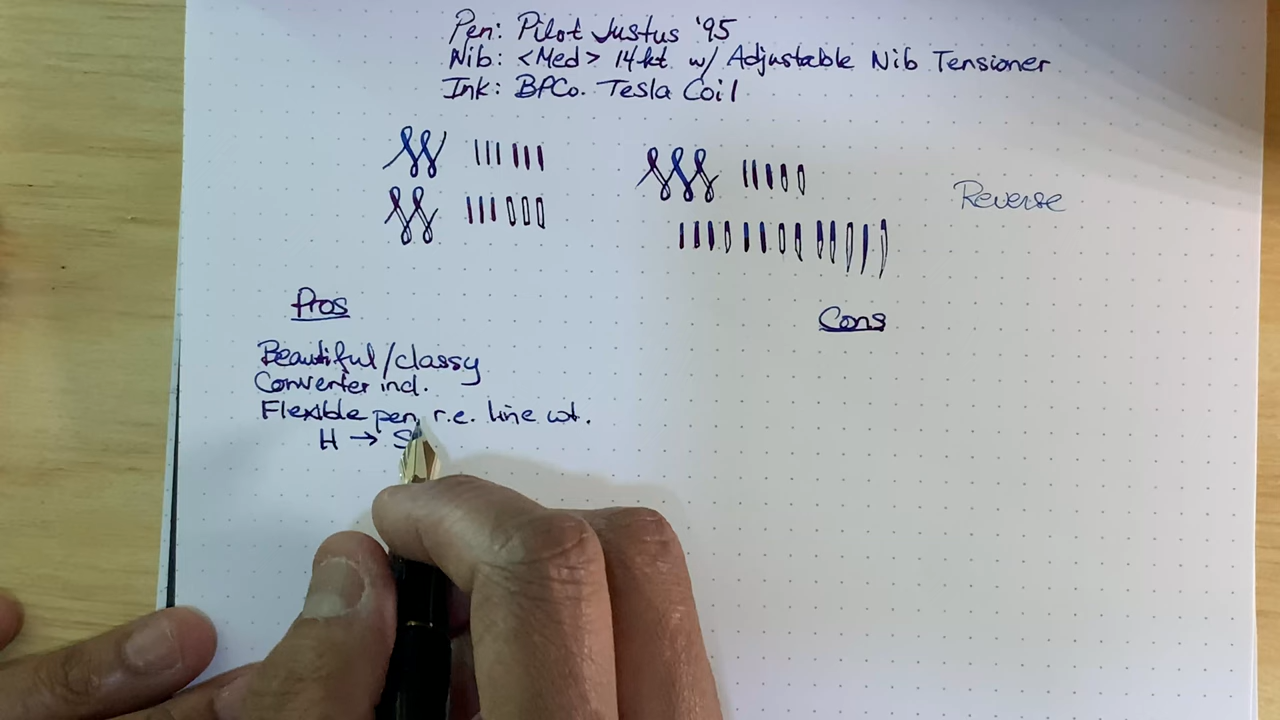 Pen: Pilot Justus '95
Nib: <Med> 14kt w/ Adjustable Nib Tensioner
Ink: BPCo. Tesla Coil
Reverse
Pros
Cons
Beautiful/classy
Converter incl.
Flexible pen, r.e. line wt.
H → S